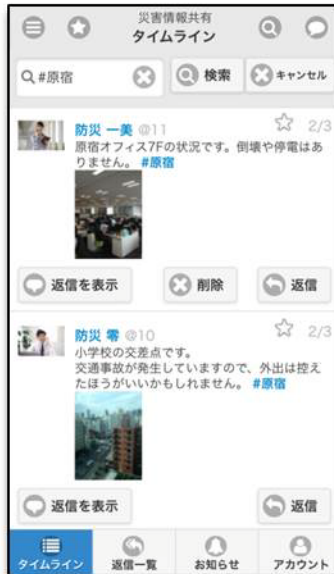 災害情報共有
タイムライン
#原宿
検索
キャンセル
防災 一美 @11
2/3
原宿オフィス7Fの状況です。倒壊や停電はあ
りません。 #原宿
返信を表示
削除
返信
防災 零 @10
2/3
小学校の交差点です。
交通事故が発生していますので、外出は控え
たほうがいいかもしれません。 #原宿
返信を表示
返信
タイムライン
返信一覧
お知らせ
アカウント